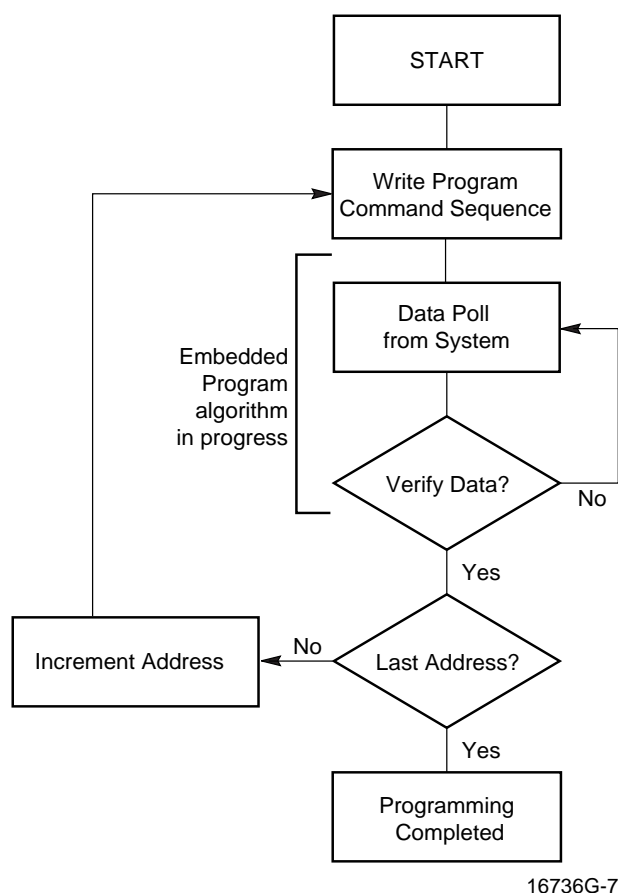 START
Write Program
Command Sequence
Data Poll
from System
Embedded
Program
algorithm
in progress
Verify Data?
No
Yes
Increment Address
No
Last Address?
Yes
Programming
Completed
16736G-7